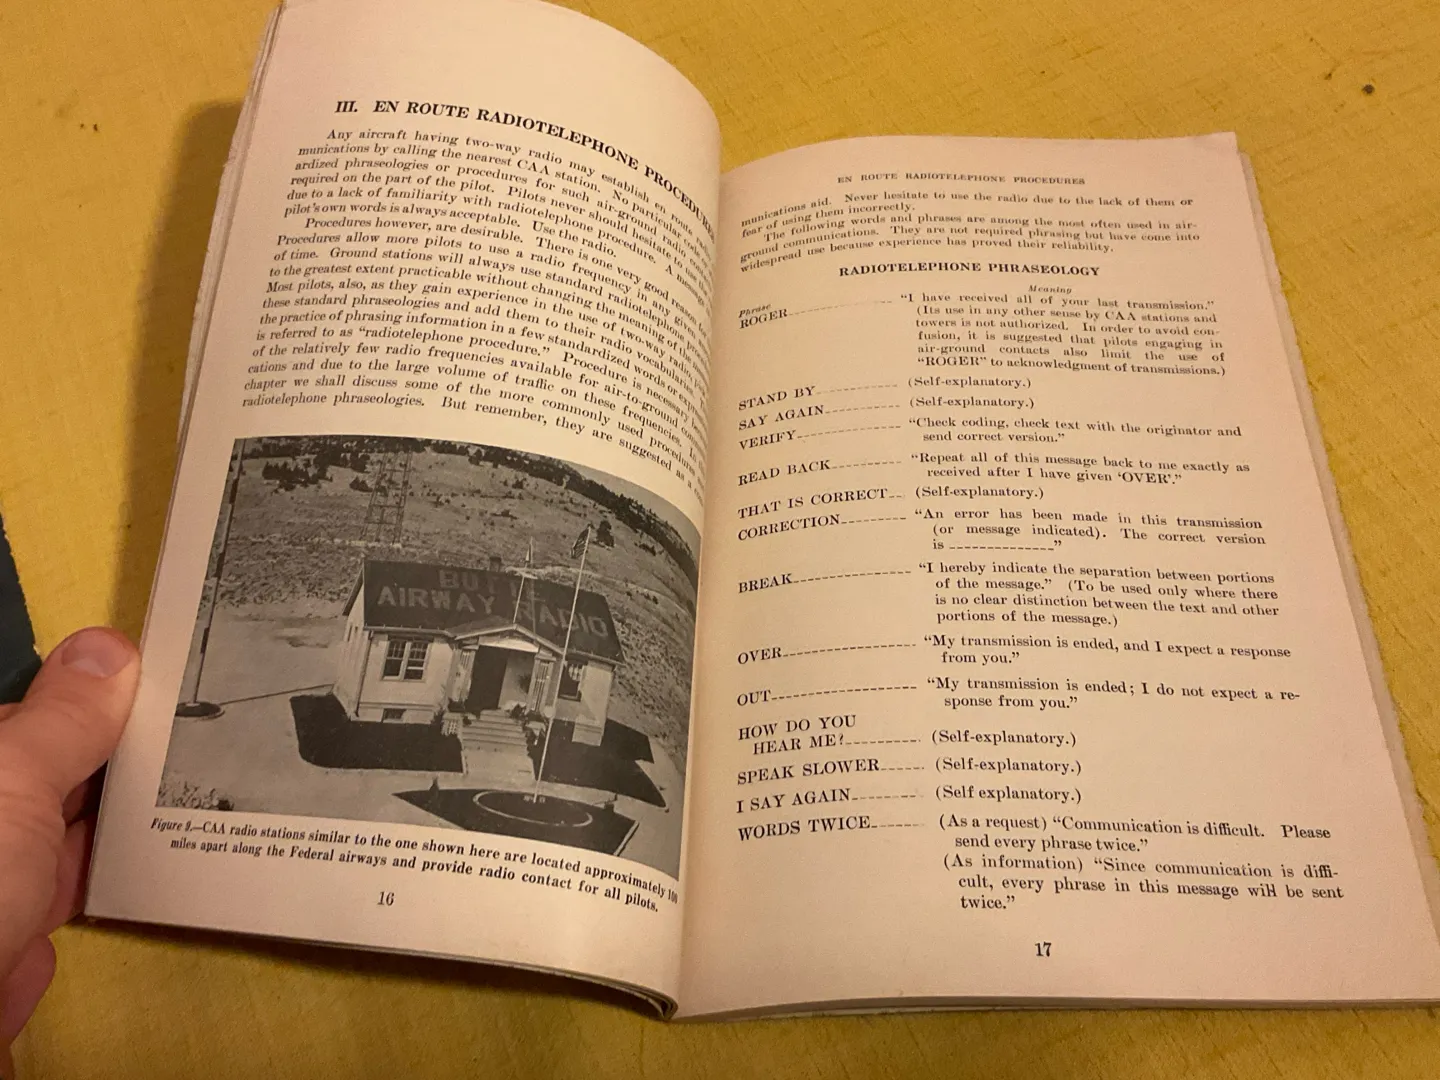 III. EN ROUTE RADIOTELEPHONE PROCEDURES
Any aircraft having two-way radio may establish en route radio
munications by calling the nearest CAA station. No particular code or
ardized phraseologies or procedures for such air-ground radio contact
required on the part of the pilot. Pilots never should hesitate to use the
due to a lack of familiarity with radiotelephone procedure. A message
pilot's own words is always acceptable. Use the radio.
Procedures however, are desirable. There is one very good reason for
Procedures allow more pilots to use a radio frequency in any given
of time. Ground stations will always use standard radiotelephone
to the greatest extent practicable without changing the meaning of the
Most pilots, also, as they gain experience in the use of two-way radio,
these standard phraseologies and add them to their radio vocabularies.
the practice of phrasing information in a few standardized words or
is referred to as "radiotelephone procedure." Procedure is necessary because
of the relatively few radio frequencies available for air-to-ground
cations and due to the large volume of traffic on these frequencies. In
chapter we shall discuss some of the more commonly used procedures
radiotelephone phraseologies. But remember, they are suggested as a
AIRWAY RADIO
Figure 9.—CAA radio stations similar to the one shown here are located approximately 100
miles apart along the Federal airways and provide radio contact for all pilots.
16
EN ROUTE RADIOTELEPHONE PROCEDURES
munications aid. Never hesitate to use the radio due to the lack of them or
fear of using them incorrectly.
The following words and phrases are among the most often used in air-
ground communications. They are not required phrasing but have come into
widespread use because experience has proved their reliability.
RADIOTELEPHONE PHRASEOLOGY
Phrase Meaning
ROGER "I have received all of your last transmission."
(Its use in any other sense by CAA stations and
towers is not authorized. In order to avoid con-
fusion, it is suggested that pilots engaging in
air-ground contacts also limit the use of
"ROGER" to acknowledgment of transmissions.)
STAND BY (Self-explanatory.)
SAY AGAIN (Self-explanatory.)
VERIFY "Check coding, check text with the originator and
send correct version."
READ BACK "Repeat all of this message back to me exactly as
received after I have given 'OVER'."
THAT IS CORRECT (Self-explanatory.)
CORRECTION "An error has been made in this transmission
(or message indicated). The correct version
is ______________"
BREAK "I hereby indicate the separation between portions
of the message." (To be used only where there
is no clear distinction between the text and other
portions of the message.)
OVER "My transmission is ended, and I expect a response
from you."
OUT "My transmission is ended; I do not expect a re-
sponse from you."
HOW DO YOU
HEAR ME? (Self-explanatory.)
SPEAK SLOWER (Self-explanatory.)
I SAY AGAIN (Self explanatory.)
WORDS TWICE (As a request) "Communication is difficult. Please
send every phrase twice."
(As information) "Since communication is diffi-
cult, every phrase in this message will be sent
twice."
17